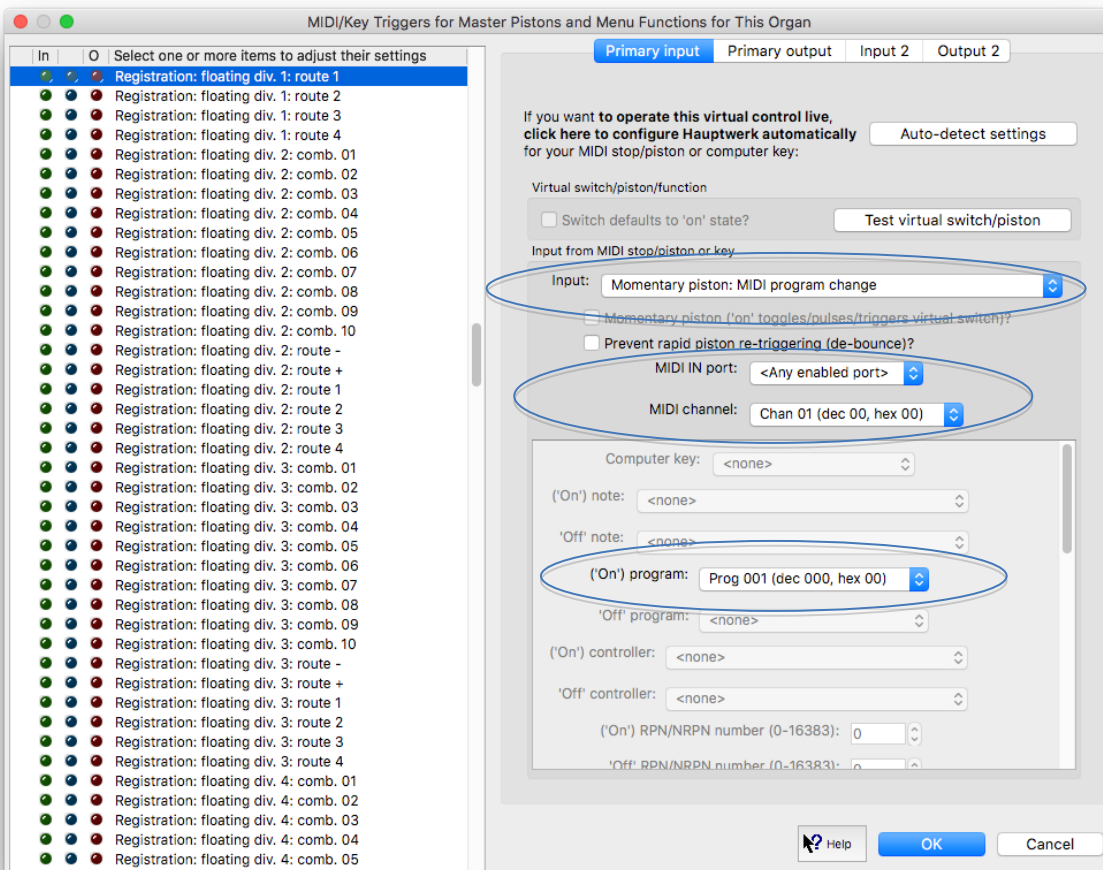 MIDI/Key Triggers for Master Pistons and Menu Functions for This Organ
In O Select one or more items to adjust their settings
Registration: floating div. 1: route 1
Registration: floating div. 1: route 2
Registration: floating div. 1: route 3
Registration: floating div. 1: route 4
Registration: floating div. 2: comb. 01
Registration: floating div. 2: comb. 02
Registration: floating div. 2: comb. 03
Registration: floating div. 2: comb. 04
Registration: floating div. 2: comb. 05
Registration: floating div. 2: comb. 06
Registration: floating div. 2: comb. 07
Registration: floating div. 2: comb. 08
Registration: floating div. 2: comb. 09
Registration: floating div. 2: comb. 10
Registration: floating div. 2: route -
Registration: floating div. 2: route +
Registration: floating div. 2: route 1
Registration: floating div. 2: route 2
Registration: floating div. 2: route 3
Registration: floating div. 2: route 4
Registration: floating div. 3: comb. 01
Registration: floating div. 3: comb. 02
Registration: floating div. 3: comb. 03
Registration: floating div. 3: comb. 04
Registration: floating div. 3: comb. 05
Registration: floating div. 3: comb. 06
Registration: floating div. 3: comb. 07
Registration: floating div. 3: comb. 08
Registration: floating div. 3: comb. 09
Registration: floating div. 3: comb. 10
Registration: floating div. 3: route -
Registration: floating div. 3: route +
Registration: floating div. 3: route 1
Registration: floating div. 3: route 2
Registration: floating div. 3: route 3
Registration: floating div. 3: route 4
Registration: floating div. 4: comb. 01
Registration: floating div. 4: comb. 02
Registration: floating div. 4: comb. 03
Registration: floating div. 4: comb. 04
Registration: floating div. 4: comb. 05
Primary input Primary output Input 2 Output 2
If you want to operate this virtual control live,
click here to configure Hauptwerk automatically
for your MIDI stop/piston or computer key:
Auto-detect settings
Virtual switch/piston/function
Switch defaults to 'on' state? Test virtual switch/piston
Input from MIDI stop/piston or key
Input: Momentary piston: MIDI program change
Momentary piston ('on' toggles/pulses/triggers virtual switch)?
Prevent rapid piston re-triggering (de-bounce)?
MIDI IN port: <Any enabled port>
MIDI channel: Chan 01 (dec 00, hex 00)
Computer key: <none>
('On') note: <none>
'Off' note: <none>
('On') program: Prog 001 (dec 000, hex 00)
'Off' program: <none>
('On') controller: <none>
'Off' controller: <none>
('On') RPN/NRPN number (0-16383): 0
'Off' RPN/NRPN number (0-16383): 0
Help OK Cancel